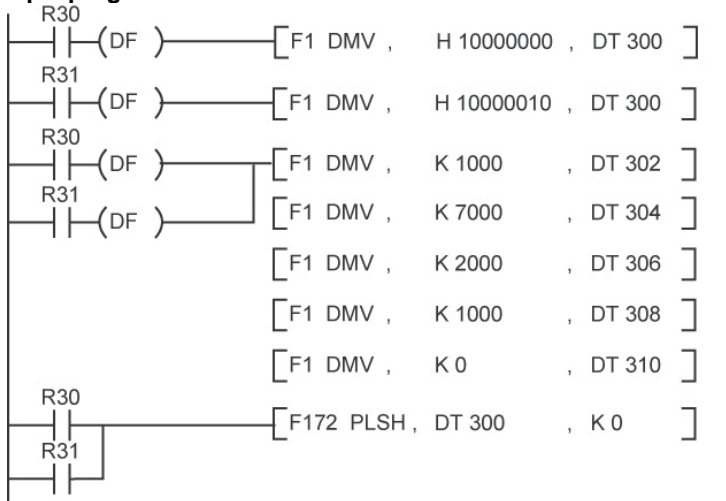 R30
(DF ) [F1 DMV , H 10000000 , DT 300 ]
R31
(DF ) [F1 DMV , H 10000010 , DT 300 ]
R30
(DF ) [F1 DMV , K 1000 , DT 302 ]
R31
(DF ) [F1 DMV , K 7000 , DT 304 ]
[F1 DMV , K 2000 , DT 306 ]
[F1 DMV , K 1000 , DT 308 ]
[F1 DMV , K 0 , DT 310 ]
R30
[F172 PLSH , DT 300 , K 0 ]
R31